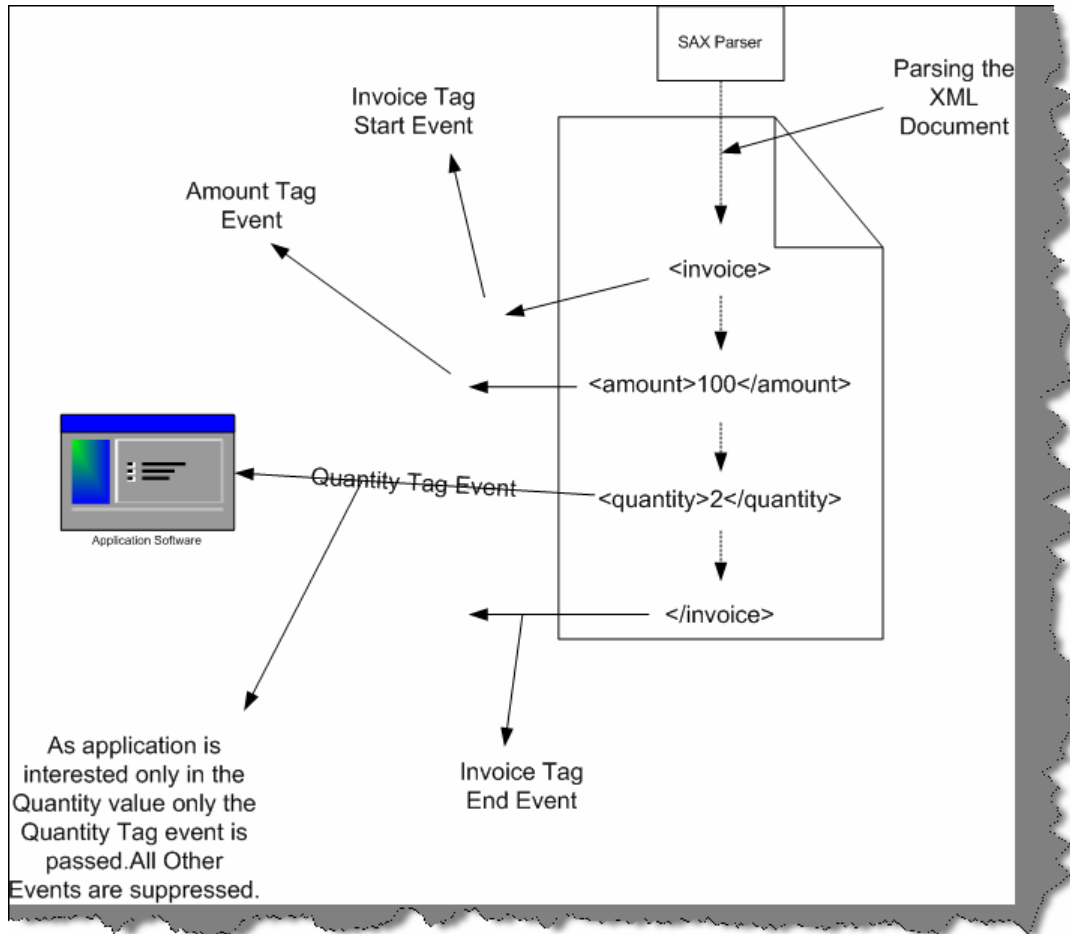 SAX Parser
Parsing the
XML
Document
Invoice Tag
Start Event
Amount Tag
Event
<invoice>
<amount>100</amount>
Quantity Tag Event
<quantity>2</quantity>
Application Software
</invoice>
As application is
interested only in the
Quantity value only the
Quantity Tag event is
passed.All Other
Events are suppressed.
Invoice Tag
End Event